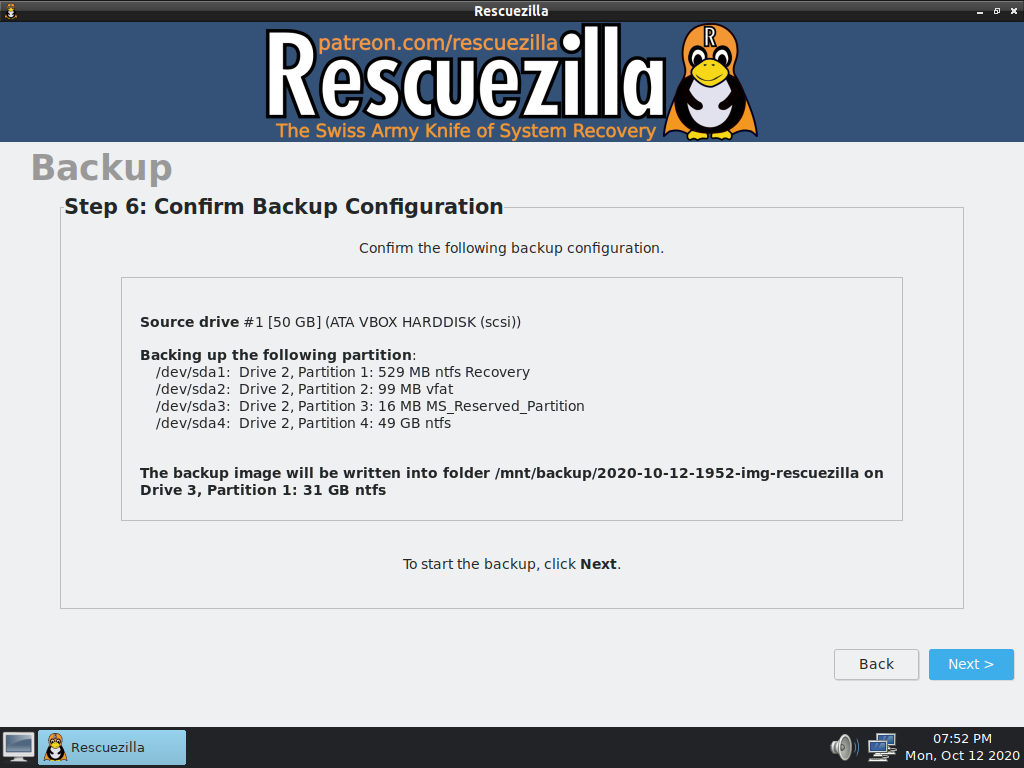 Rescuezilla
patreon.com/rescuezilla
R
Rescuezilla
The Swiss Army Knife of System Recovery
Backup
Step 6: Confirm Backup Configuration
Confirm the following backup configuration.
Source drive #1 [50 GB] (ATA VBOX HARDDISK (scsi))
Backing up the following partition:
/dev/sda1: Drive 2, Partition 1: 529 MB ntfs Recovery
/dev/sda2: Drive 2, Partition 2: 99 MB vfat
/dev/sda3: Drive 2, Partition 3: 16 MB MS_Reserved_Partition
/dev/sda4: Drive 2, Partition 4: 49 GB ntfs
The backup image will be written into folder /mnt/backup/2020-10-12-1952-img-rescuezilla on
Drive 3, Partition 1: 31 GB ntfs
To start the backup, click Next.
Back
Next >
Rescuezilla
07:52 PM
Mon, Oct 12 2020